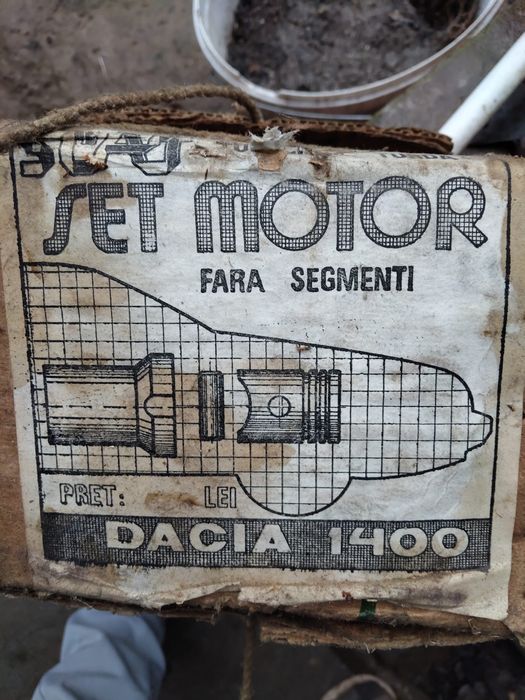 SET MOTOR
FARA SEGMENTI
PRET: LEI
DACIA 1400